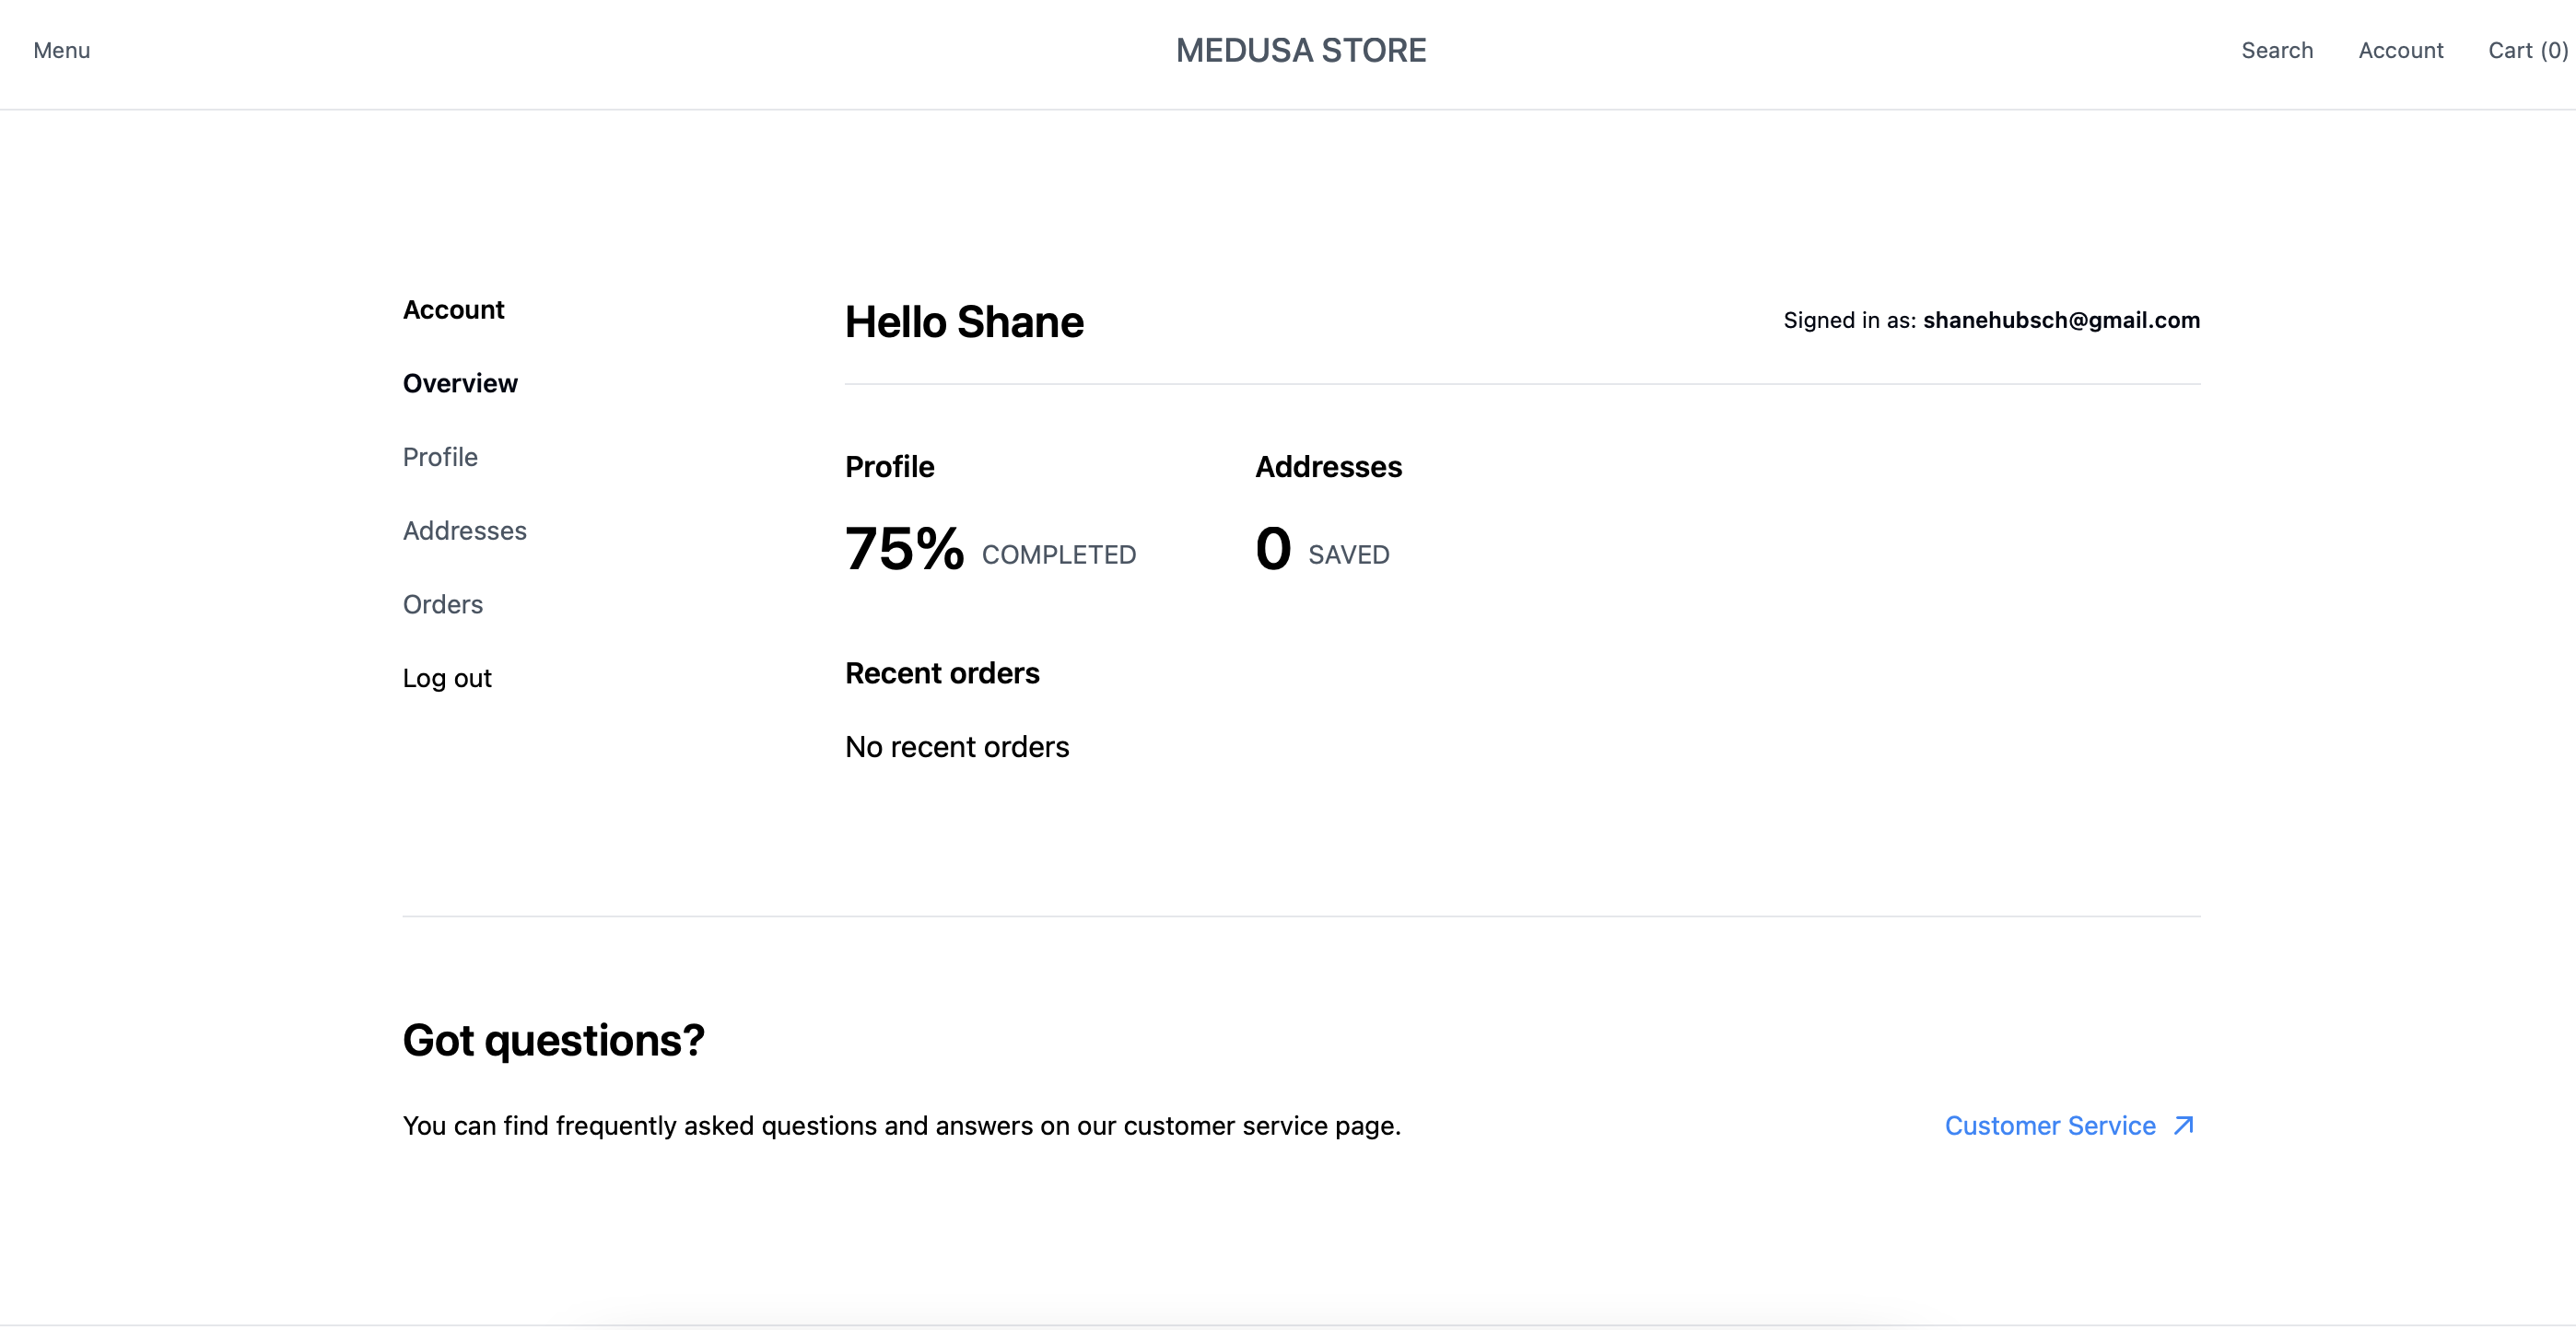 Menu
MEDUSA STORE
Search
Account
Cart (0)
Account
Overview
Profile
Addresses
Orders
Log out
Hello Shane
Signed in as: shanehubsch@gmail.com
Profile
75% COMPLETED
Addresses
0 SAVED
Recent orders
No recent orders
Got questions?
You can find frequently asked questions and answers on our customer service page.
Customer Service